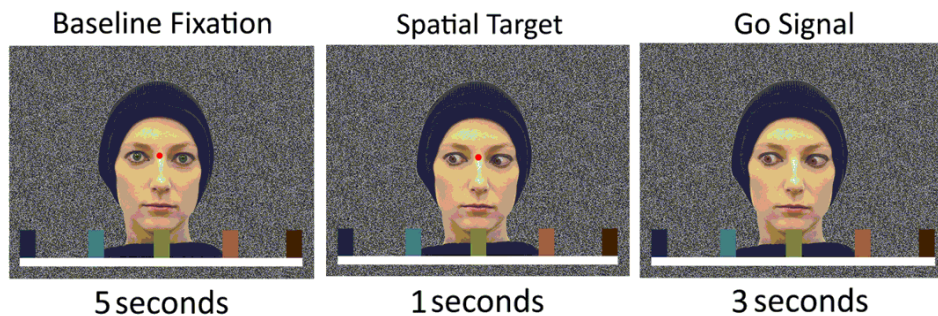 Baseline Fixation
Spatial Target
Go Signal
5 seconds
1 seconds
3 seconds